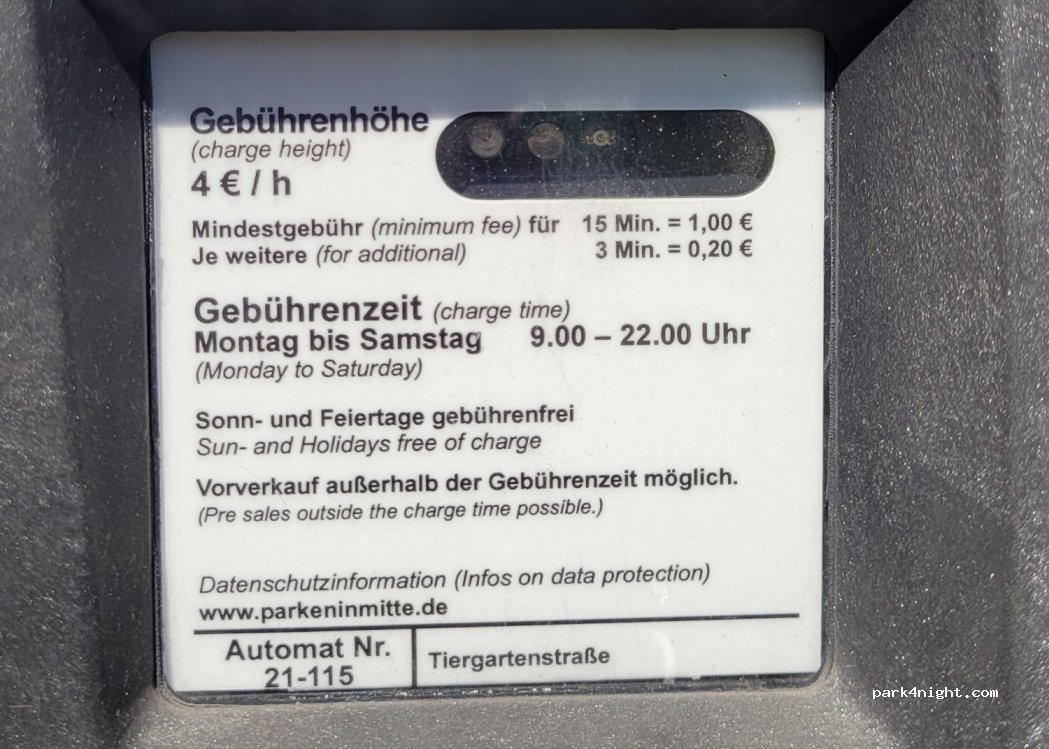 Gebührenhöhe
(charge height)
4 € / h
Mindestgebühr (minimum fee) für 15 Min. = 1,00 €
Je weitere (for additional) 3 Min. = 0,20 €
Gebührenzeit (charge time)
Montag bis Samstag 9.00 – 22.00 Uhr
(Monday to Saturday)
Sonn- und Feiertage gebührenfrei
Sun- and Holidays free of charge
Vorverkauf außerhalb der Gebührenzeit möglich.
(Pre sales outside the charge time possible.)
Datenschutzinformation (Infos on data protection)
www.parkeninmitte.de
Automat Nr.
21-115
Tiergartenstraße
park4night.com